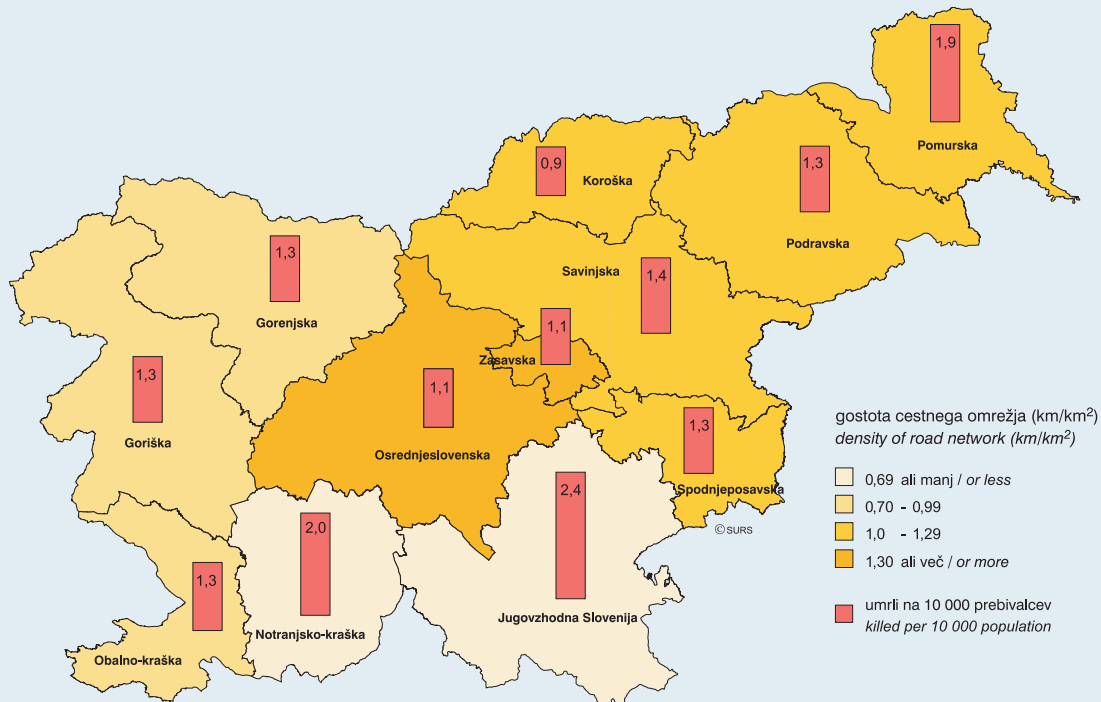 1,9
Pomurska
0,9
Koroška
1,3
Podravska
1,3
Gorenjska
Savinjska
1,4
1,1
Zasavska
1,3
Goriška
1,1
Osrednjeslovenska
1,3
Spodnjeposavska
2,4
Jugovzhodna Slovenija
2,0
Notranjsko-kraška
1,3
Obalno-kraška
© SURS
gostota cestnega omrežja (km/km²)
density of road network (km/km²)
0,69 ali manj / or less
0,70 - 0,99
1,0 - 1,29
1,30 ali več / or more
umrli na 10 000 prebivalcev
killed per 10 000 population